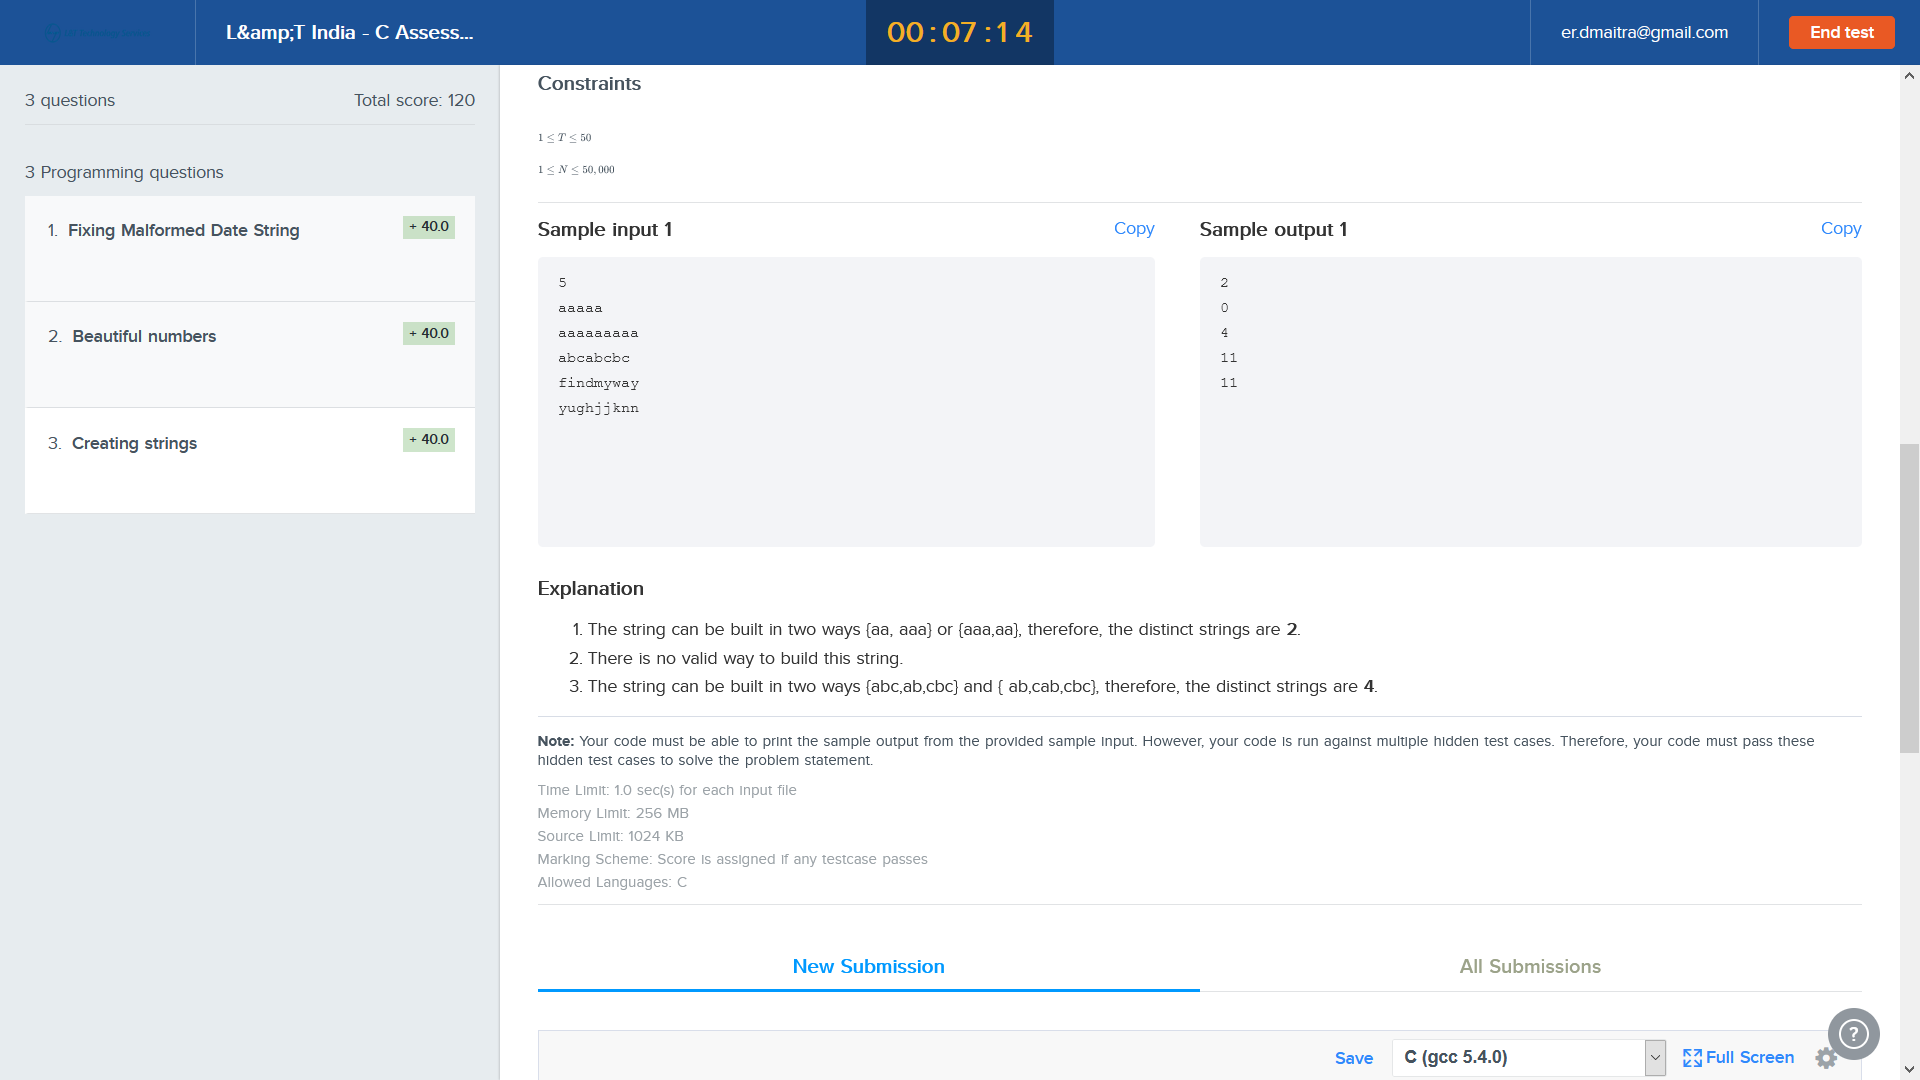 L&amp;T India - C Assess...
00:07:14
er.dmaitra@gmail.com
End test
3 questions
Total score: 120
3 Programming questions
1. Fixing Malformed Date String
+ 40.0
2. Beautiful numbers
+ 40.0
3. Creating strings
+ 40.0
Constraints
1 ≤ T ≤ 50
1 ≤ N ≤ 50,000
Sample input 1
Copy
5
aaaaa
aaaaaaaaa
abcabcbc
findmyway
yughjjknn
Sample output 1
Copy
2
0
4
11
11
Explanation
1. The string can be built in two ways {aa, aaa} or {aaa,aa}, therefore, the distinct strings are 2.
2. There is no valid way to build this string.
3. The string can be built in two ways {abc,ab,cbc} and { ab,cab,cbc}, therefore, the distinct strings are 4.
Note: Your code must be able to print the sample output from the provided sample input. However, your code is run against multiple hidden test cases. Therefore, your code must pass these
hidden test cases to solve the problem statement.
Time Limit: 1.0 sec(s) for each input file
Memory Limit: 256 MB
Source Limit: 1024 KB
Marking Scheme: Score is assigned if any testcase passes
Allowed Languages: C
New Submission
All Submissions
Save
C (gcc 5.4.0)
Full Screen
?